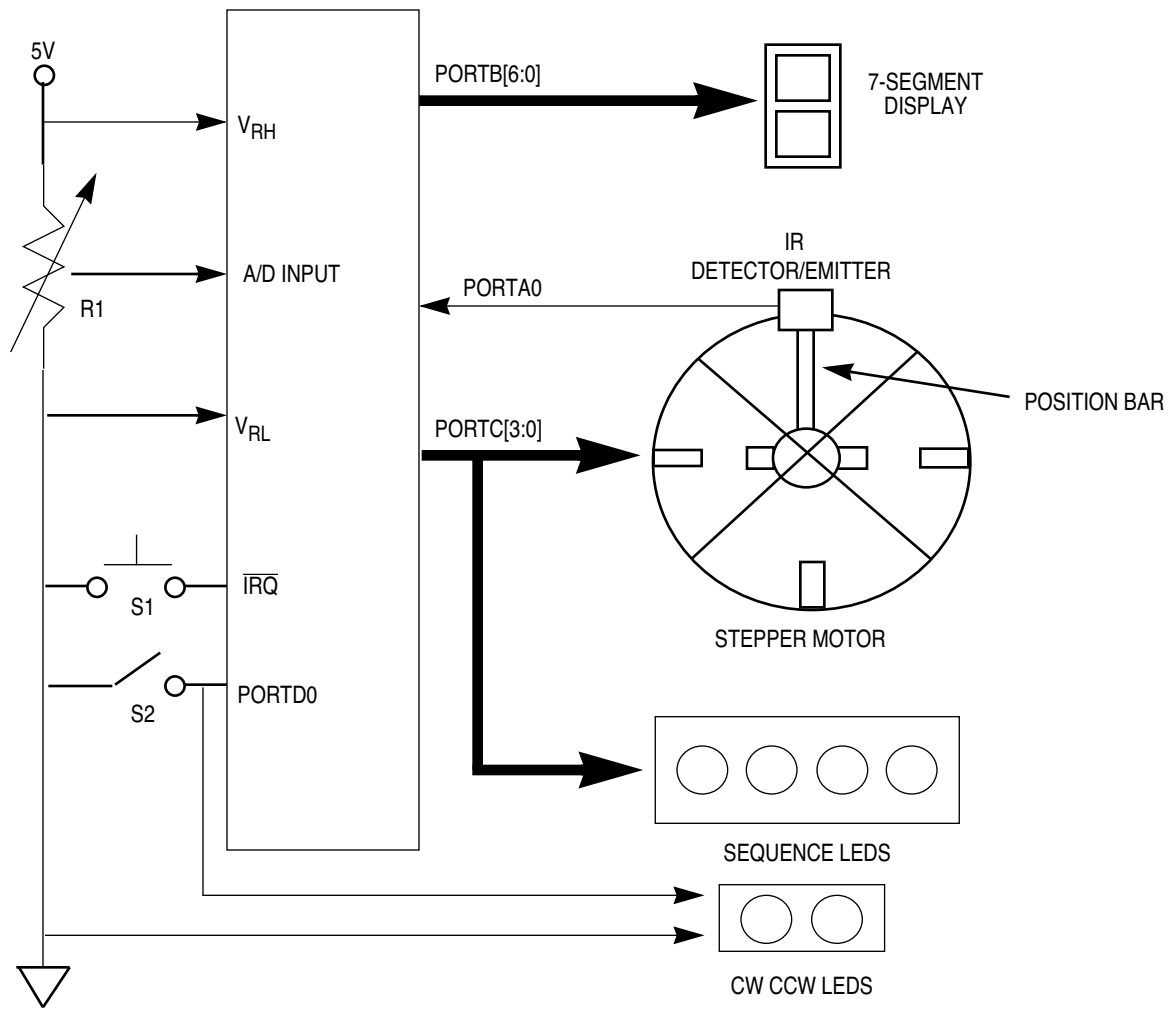 5V
PORTB[6:0]
7-SEGMENT
DISPLAY
VRH
IR
DETECTOR/EMITTER
A/D INPUT
PORTA0
R1
POSITION BAR
VRL
PORTC[3:0]
IRQ
S1
STEPPER MOTOR
PORTD0
S2
SEQUENCE LEDS
CW CCW LEDS